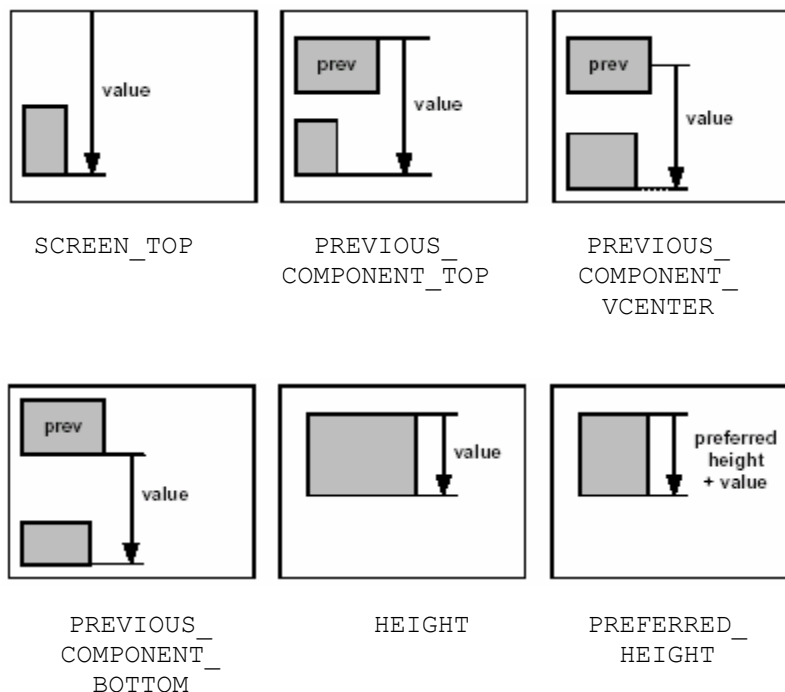 prev
prev
value
value
value
SCREEN_TOP
PREVIOUS_
COMPONENT_TOP
PREVIOUS_
COMPONENT_
VCENTER
prev
value
value
preferred
height
+ value
PREVIOUS_
COMPONENT_
BOTTOM
HEIGHT
PREFERRED_
HEIGHT